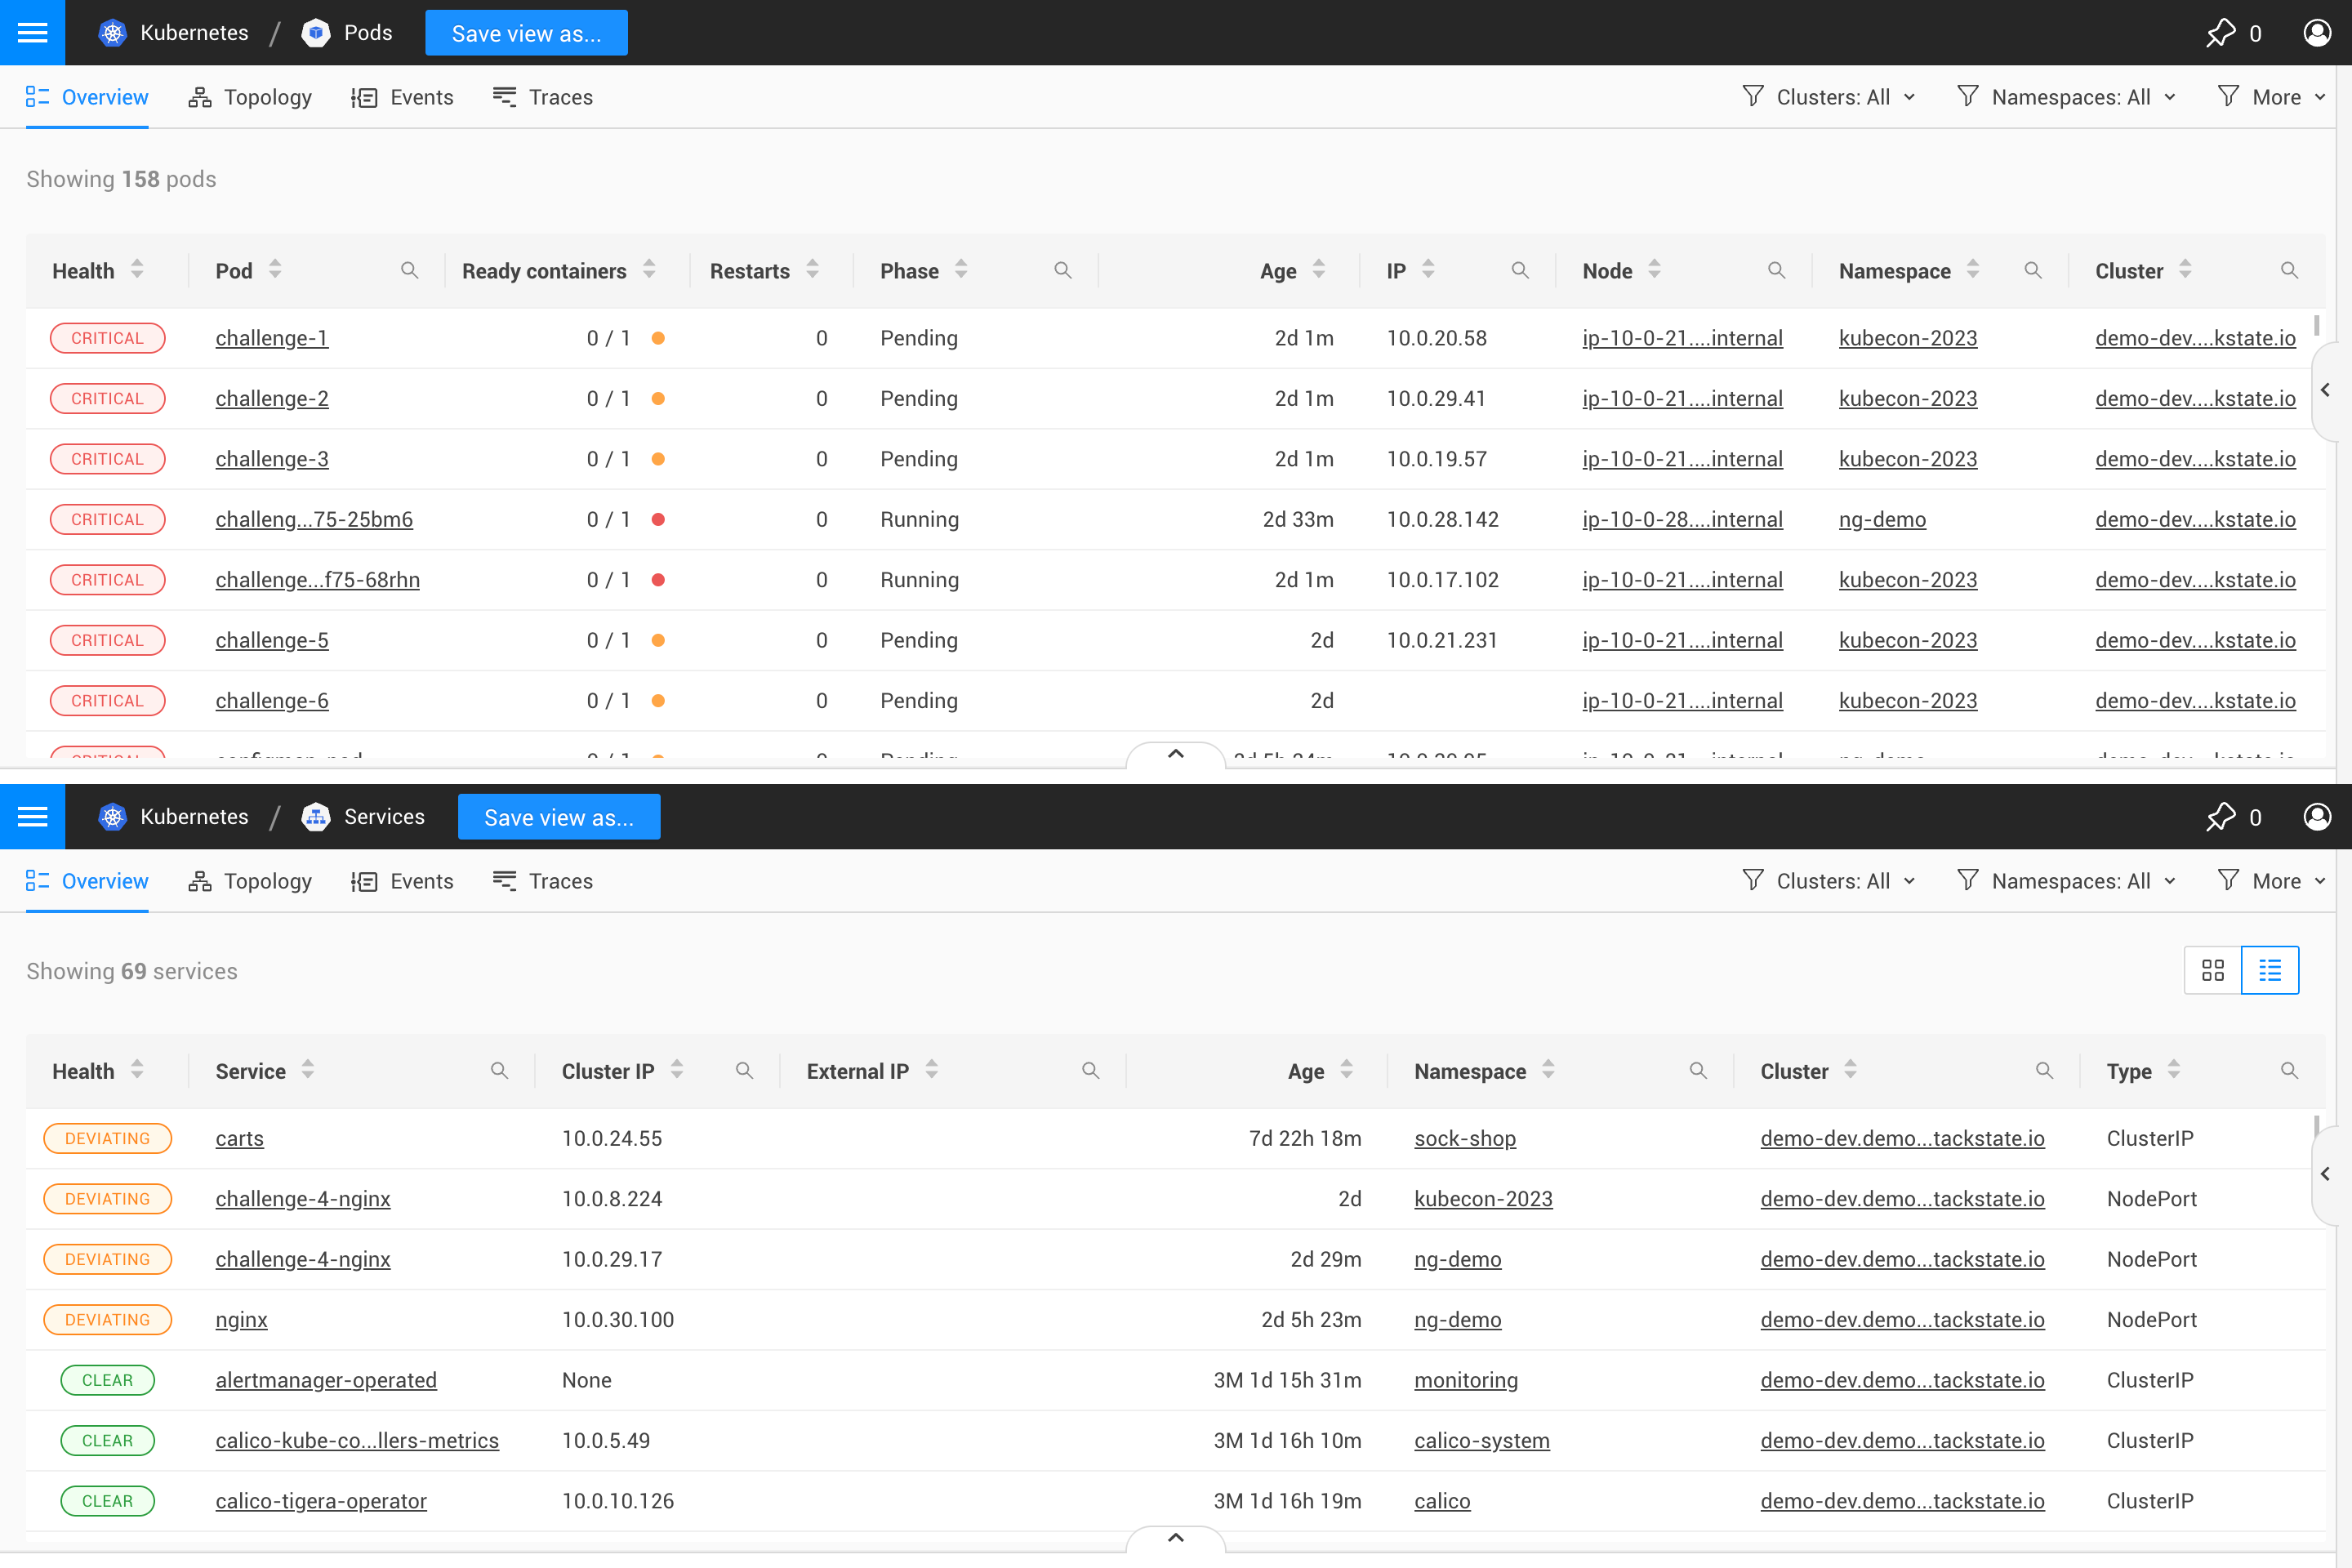 Kubernetes / Pods Save view as... 0
Overview Topology Events Traces Clusters: All Namespaces: All More
Showing 158 pods
Health Pod Ready containers Restarts Phase Age IP Node Namespace Cluster
CRITICAL challenge-1 0 / 1 0 Pending 2d 1m 10.0.20.58 ip-10-0-21....internal kubecon-2023 demo-dev....kstate.io
CRITICAL challenge-2 0 / 1 0 Pending 2d 1m 10.0.29.41 ip-10-0-21....internal kubecon-2023 demo-dev....kstate.io
CRITICAL challenge-3 0 / 1 0 Pending 2d 1m 10.0.19.57 ip-10-0-21....internal kubecon-2023 demo-dev....kstate.io
CRITICAL challeng...75-25bm6 0 / 1 0 Running 2d 33m 10.0.28.142 ip-10-0-28....internal ng-demo demo-dev....kstate.io
CRITICAL challenge...f75-68rhn 0 / 1 0 Running 2d 1m 10.0.17.102 ip-10-0-21....internal kubecon-2023 demo-dev....kstate.io
CRITICAL challenge-5 0 / 1 0 Pending 2d 10.0.21.231 ip-10-0-21....internal kubecon-2023 demo-dev....kstate.io
CRITICAL challenge-6 0 / 1 0 Pending 2d ip-10-0-21....internal kubecon-2023 demo-dev....kstate.io
Kubernetes / Services Save view as... 0
Overview Topology Events Traces Clusters: All Namespaces: All More
Showing 69 services
Health Service Cluster IP External IP Age Namespace Cluster Type
DEVIATING carts 10.0.24.55 7d 22h 18m sock-shop demo-dev.demo...tackstate.io ClusterIP
DEVIATING challenge-4-nginx 10.0.8.224 2d kubecon-2023 demo-dev.demo...tackstate.io NodePort
DEVIATING challenge-4-nginx 10.0.29.17 2d 29m ng-demo demo-dev.demo...tackstate.io NodePort
DEVIATING nginx 10.0.30.100 2d 5h 23m ng-demo demo-dev.demo...tackstate.io NodePort
CLEAR alertmanager-operated None 3M 1d 15h 31m monitoring demo-dev.demo...tackstate.io ClusterIP
CLEAR calico-kube-co...llers-metrics 10.0.5.49 3M 1d 16h 10m calico-system demo-dev.demo...tackstate.io ClusterIP
CLEAR calico-tigera-operator 10.0.10.126 3M 1d 16h 19m calico demo-dev.demo...tackstate.io ClusterIP